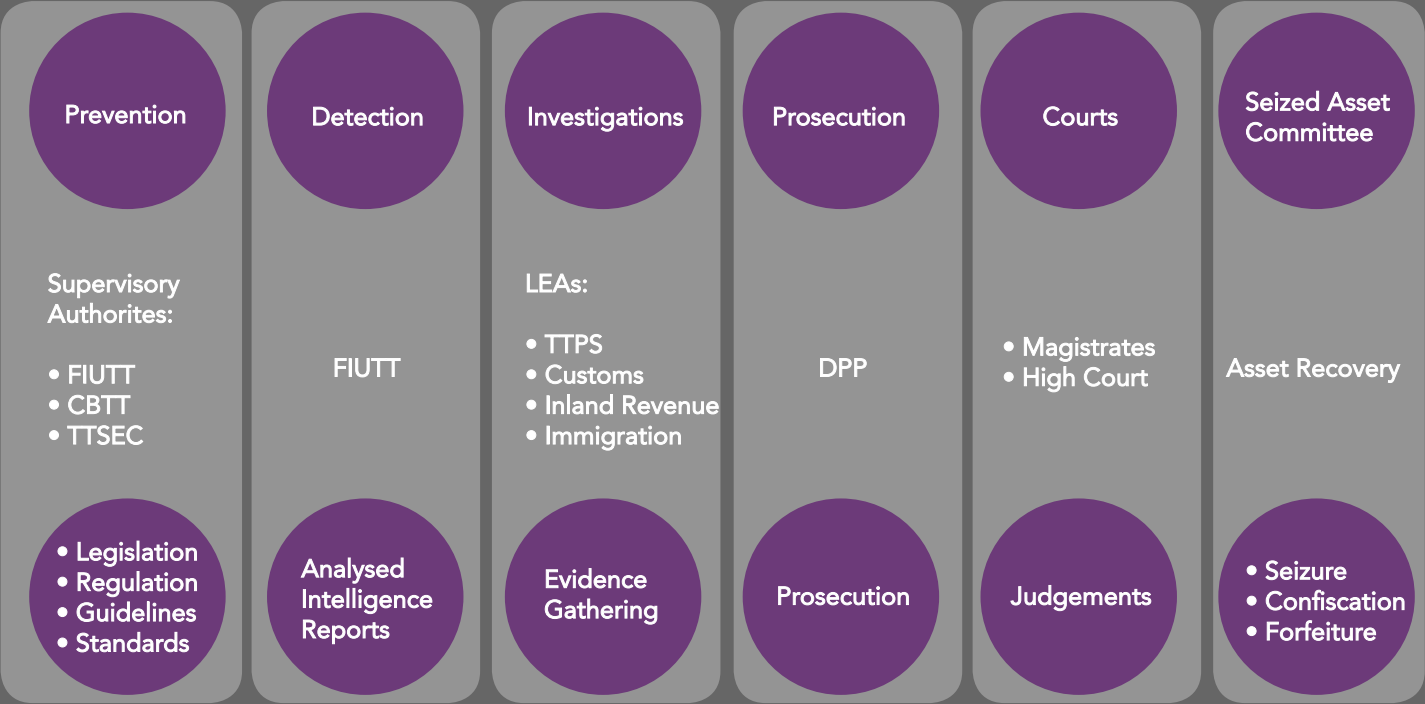 Prevention
Supervisory
Authorites:
• FIUTT
• CBTT
• TTSEC
• Legislation
• Regulation
• Guidelines
• Standards
Detection
FIUTT
Analysed
Intelligence
Reports
Investigations
LEAs:
• TTPS
• Customs
• Inland Revenue
• Immigration
Evidence
Gathering
Prosecution
DPP
Prosecution
Courts
• Magistrates
• High Court
Judgements
Seized Asset
Committee
Asset Recovery
• Seizure
• Confiscation
• Forfeiture